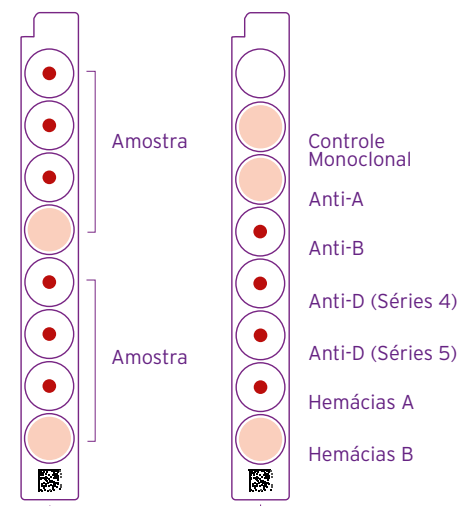 Amostra
Amostra
Controle
Monoclonal
Anti-A
Anti-B
Anti-D (Séries 4)
Anti-D (Séries 5)
Hemácias A
Hemácias B